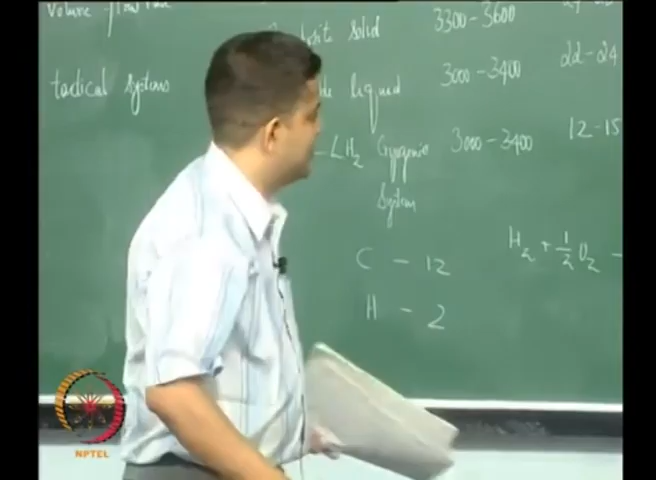 volume-flow
solid 3300-3600
tactical systems
liquid 3000-3400 22-24
LH2 Cryogenic 3000-3400 12-15
System
C - 12
H2 + 1/2 O2 -
H - 2
NPTEL